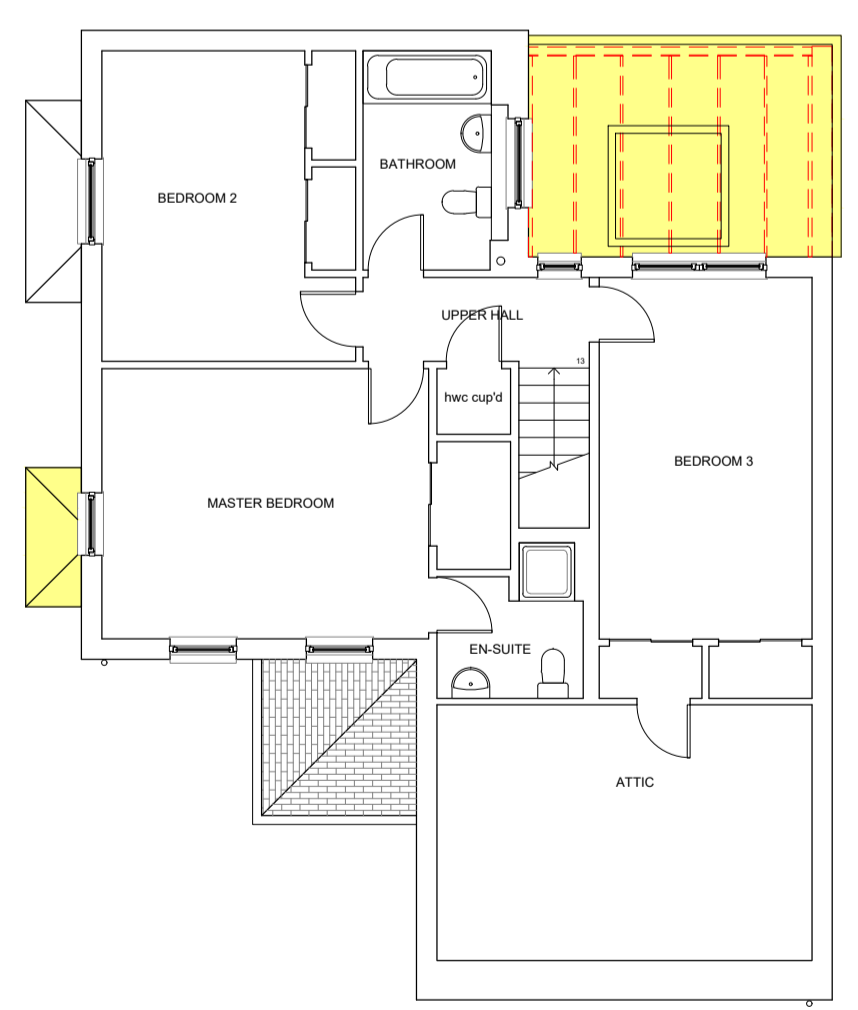 BATHROOM
BEDROOM 2
UPPER HALL
13
hwc cup'd
BEDROOM 3
MASTER BEDROOM
EN-SUITE
ATTIC